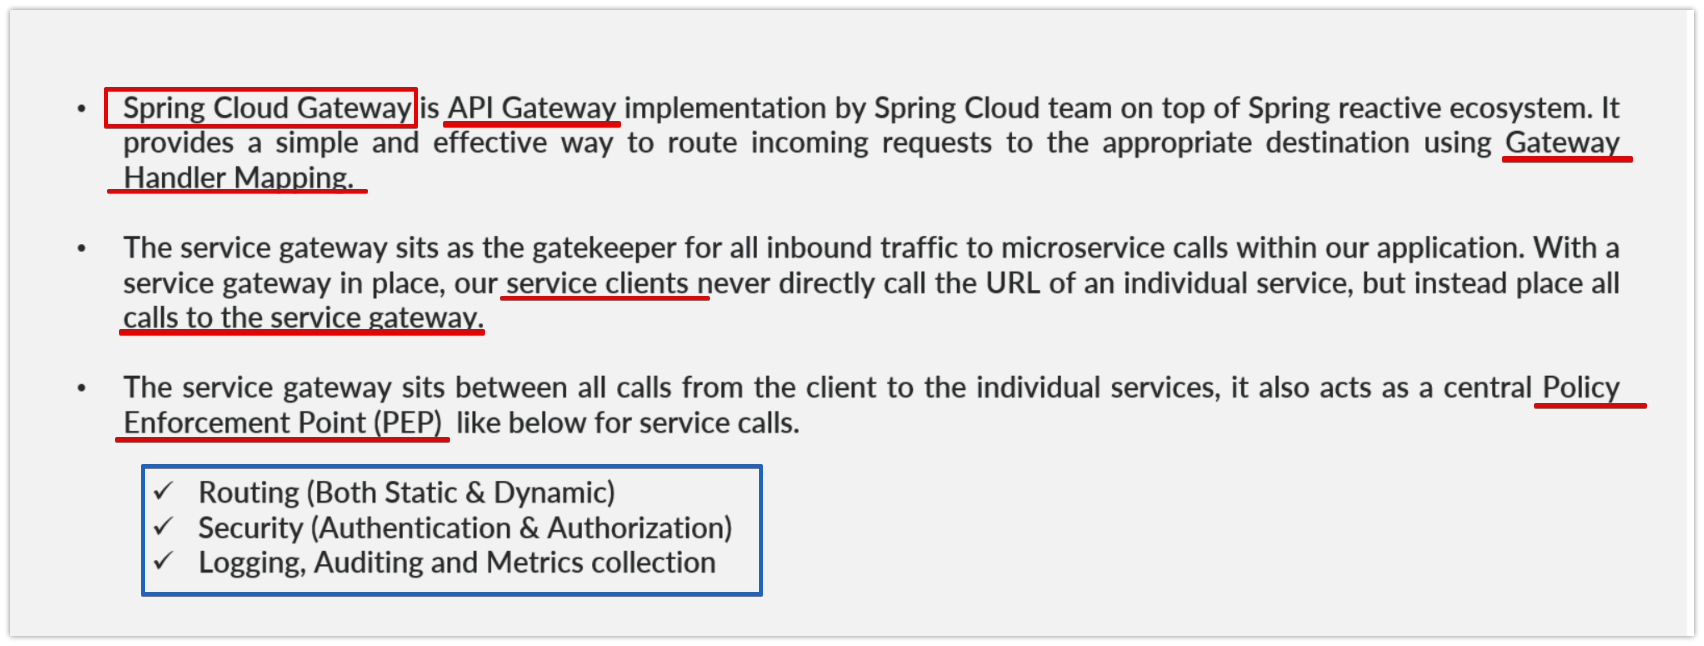 • Spring Cloud Gateway is API Gateway implementation by Spring Cloud team on top of Spring reactive ecosystem. It
provides a simple and effective way to route incoming requests to the appropriate destination using Gateway
Handler Mapping.
• The service gateway sits as the gatekeeper for all inbound traffic to microservice calls within our application. With a
service gateway in place, our service clients never directly call the URL of an individual service, but instead place all
calls to the service gateway.
• The service gateway sits between all calls from the client to the individual services, it also acts as a central Policy
Enforcement Point (PEP) like below for service calls.
✓ Routing (Both Static & Dynamic)
✓ Security (Authentication & Authorization)
✓ Logging, Auditing and Metrics collection